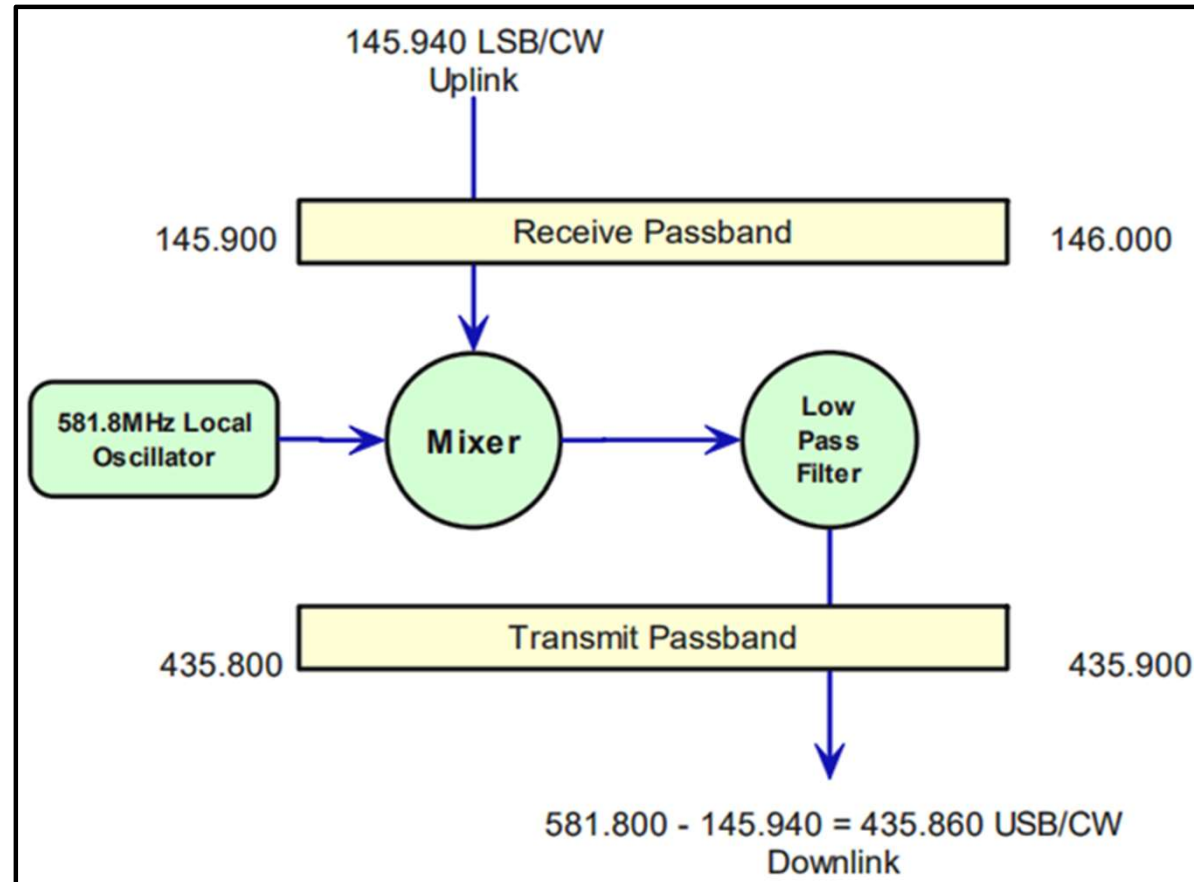 145.940 LSB/CW
Uplink
Receive Passband
145.900
146.000
581.8MHz Local
Oscillator
Mixer
Low
Pass
Filter
Transmit Passband
435.800
435.900
581.800 - 145.940 = 435.860 USB/CW
Downlink